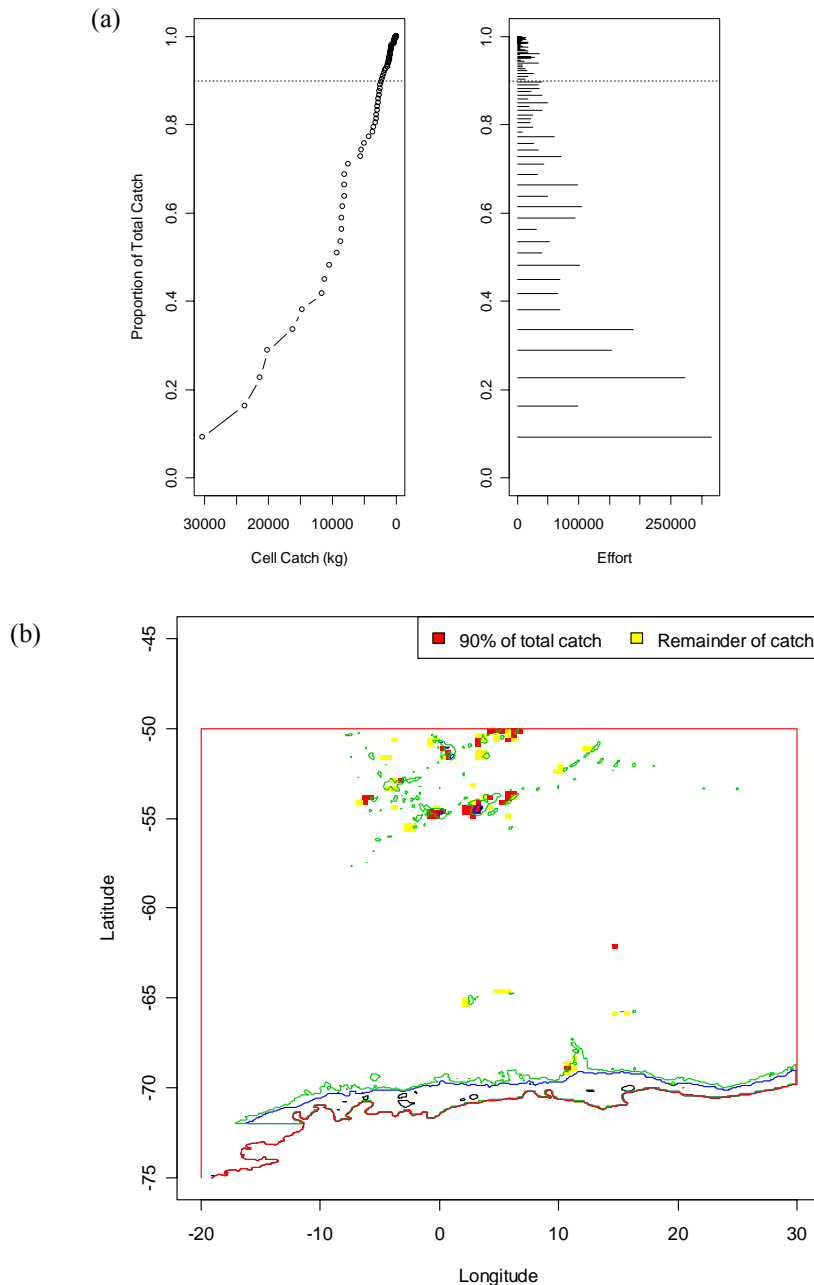 (a)
Proportion of Total Catch
1.0
0.8
0.6
0.4
0.2
0.0
30000 20000 10000 0
Cell Catch (kg)
1.0
0.8
0.6
0.4
0.2
0.0
0 100000 250000
Effort
(b)
90% of total catch Remainder of catch
Latitude
-45
-50
-55
-60
-65
-70
-75
-20 -10 0 10 20 30
Longitude